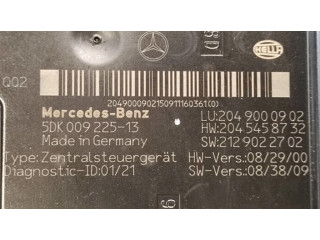 HELLA
002
2049000902150911160361(0)
Mercedes-Benz
LU:204 900 09 02
5DK 009 225-13
HW:204 545 87 32
Made in Germany
SW:212 902 27 02
Type: Zentralsteuergerät
HW-Vers: 08/29/00
Diagnostic-ID:01/21
SW-Vers: 08/38/09